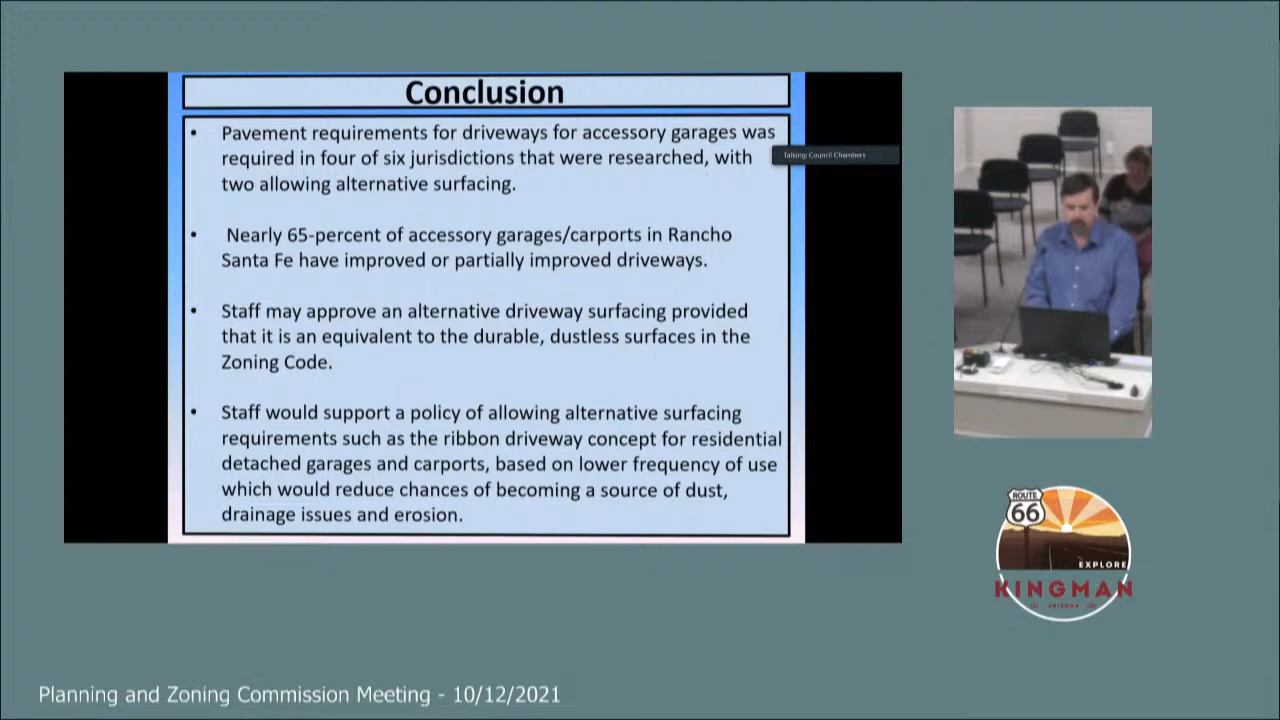 Conclusion
• Pavement requirements for driveways for accessory garages was
required in four of six jurisdictions that were researched, with
two allowing alternative surfacing.
• Nearly 65-percent of accessory garages/carports in Rancho
Santa Fe have improved or partially improved driveways.
• Staff may approve an alternative driveway surfacing provided
that it is an equivalent to the durable, dustless surfaces in the
Zoning Code.
• Staff would support a policy of allowing alternative surfacing
requirements such as the ribbon driveway concept for residential
detached garages and carports, based on lower frequency of use
which would reduce chances of becoming a source of dust,
drainage issues and erosion.
Talking: Council Chambers
ROUTE
66
EXPLORE
KINGMAN
ARIZONA
Planning and Zoning Commission Meeting - 10/12/2021